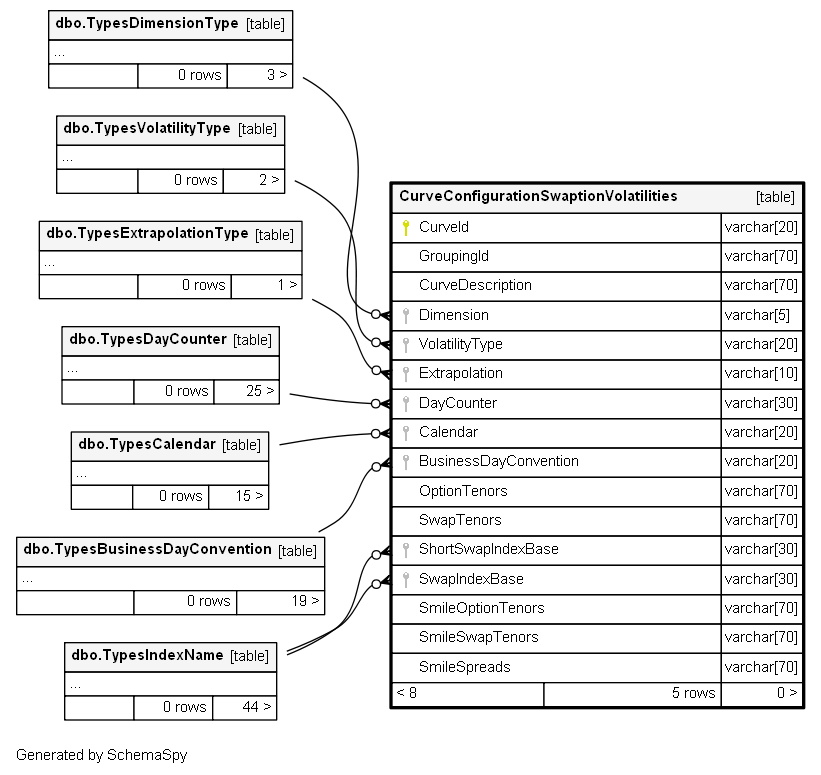 dbo.TypesDimensionType [table]
...
0 rows 3 >
dbo.TypesVolatilityType [table]
...
0 rows 2 >
dbo.TypesExtrapolationType [table]
...
0 rows 1 >
dbo.TypesDayCounter [table]
...
0 rows 25 >
dbo.TypesCalendar [table]
...
0 rows 15 >
dbo.TypesBusinessDayConvention [table]
...
0 rows 19 >
dbo.TypesIndexName [table]
...
0 rows 44 >
CurveConfigurationSwaptionVolatilities [table]
CurveId varchar[20]
GroupingId varchar[70]
CurveDescription varchar[70]
Dimension varchar[5]
VolatilityType varchar[20]
Extrapolation varchar[10]
DayCounter varchar[30]
Calendar varchar[20]
BusinessDayConvention varchar[20]
OptionTenors varchar[70]
SwapTenors varchar[70]
ShortSwapIndexBase varchar[30]
SwapIndexBase varchar[30]
SmileOptionTenors varchar[70]
SmileSwapTenors varchar[70]
SmileSpreads varchar[70]
< 8 5 rows 0 >
Generated by SchemaSpy